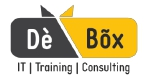 Dè Bõx
IT | Training | Consulting